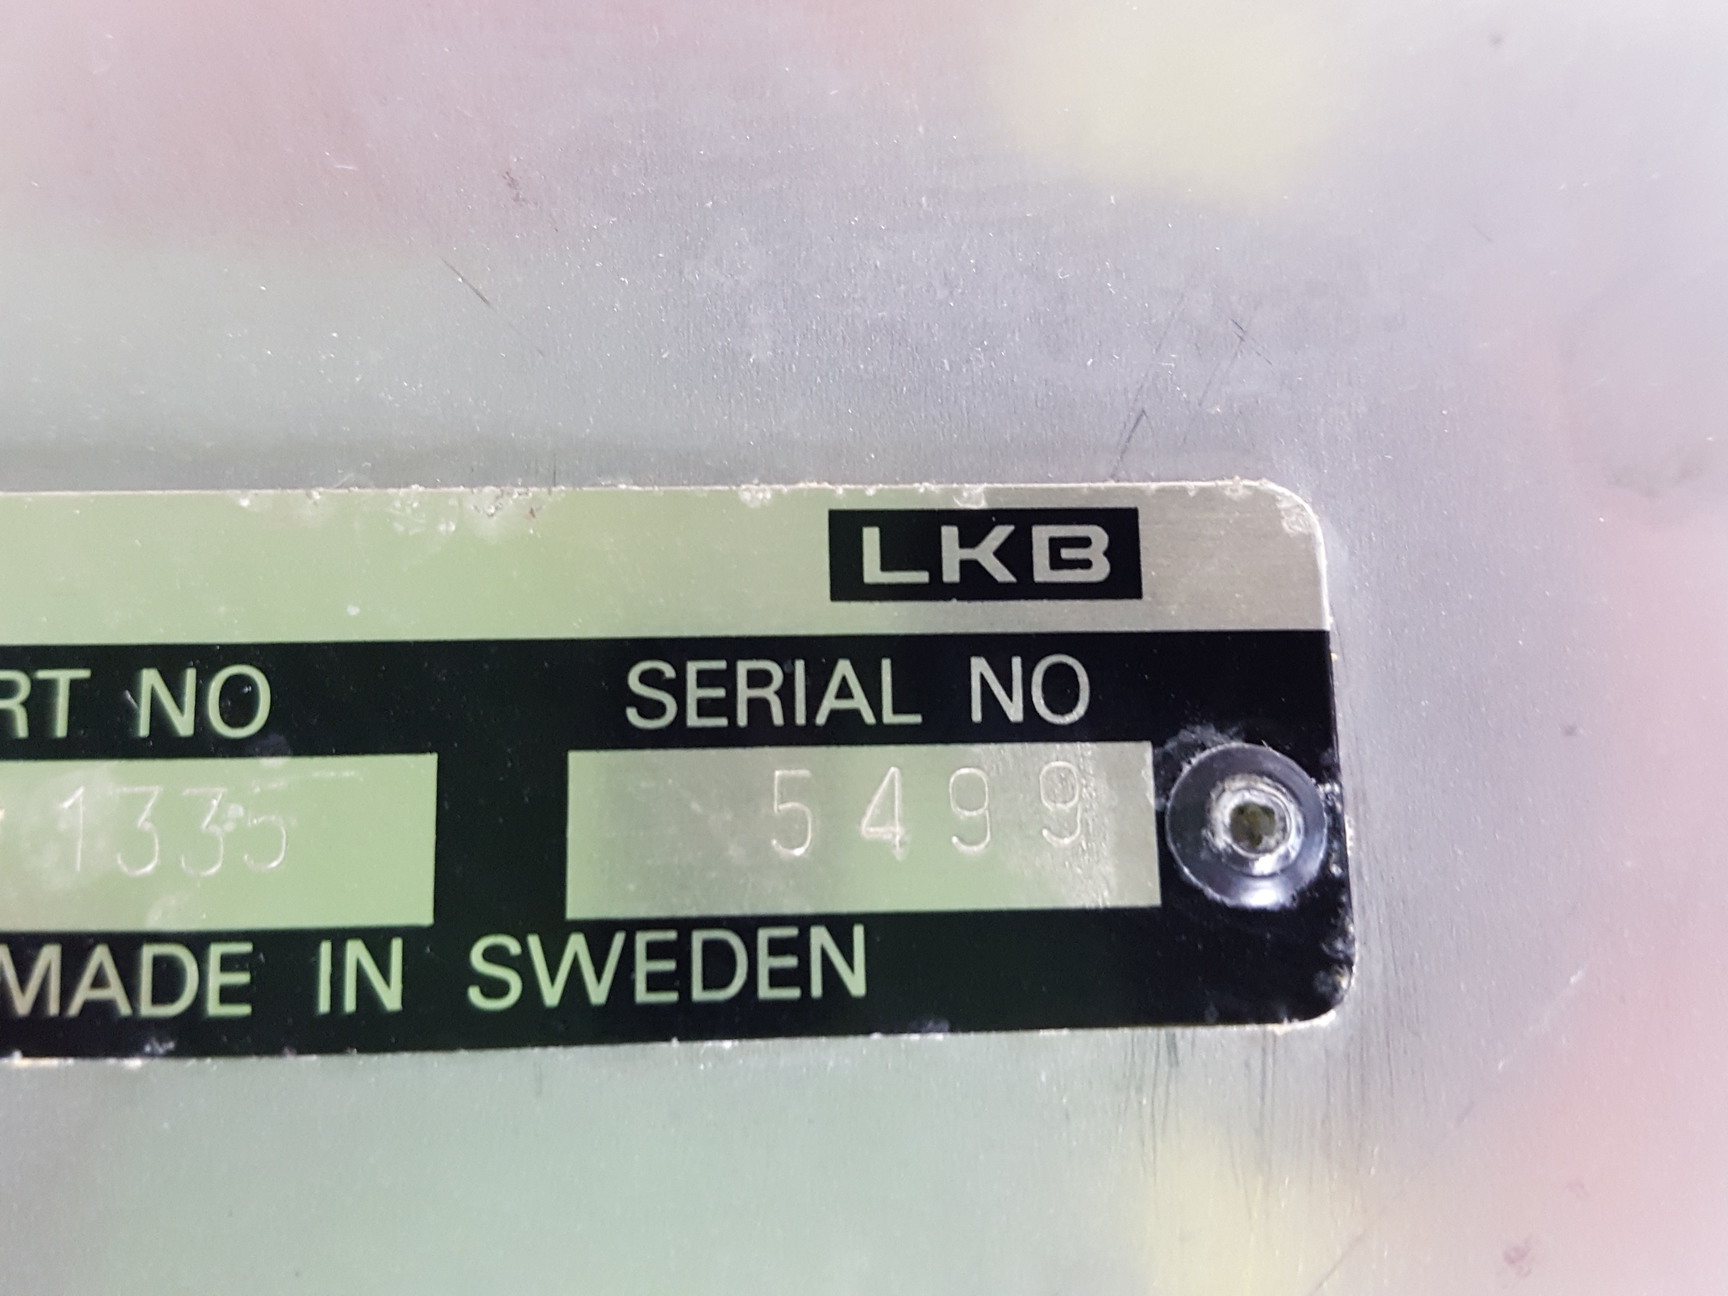 LKB
RT NO SERIAL NO
1335 5499
MADE IN SWEDEN